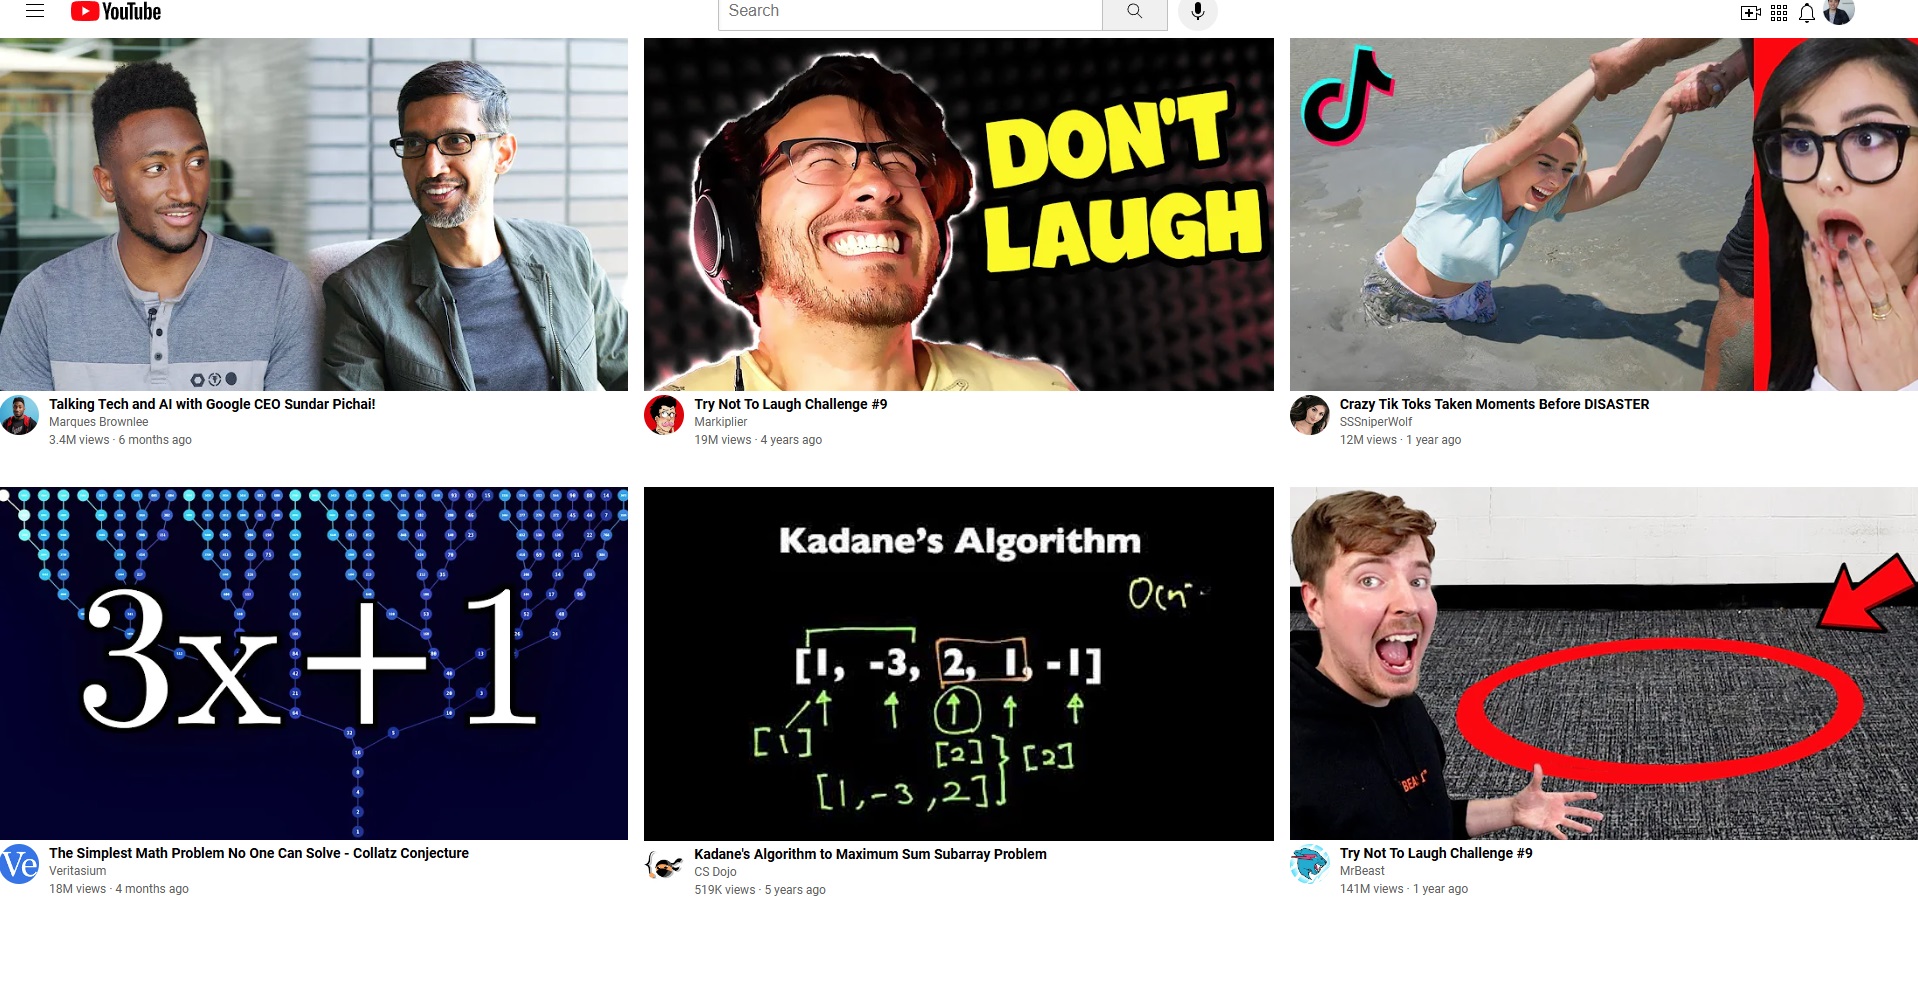 YouTube
Search
DON'T
LAUGH
Talking Tech and AI with Google CEO Sundar Pichai!
Marques Brownlee
3.4M views · 6 months ago
Try Not To Laugh Challenge #9
Markiplier
19M views · 4 years ago
Crazy Tik Toks Taken Moments Before DISASTER
SSSniperWolf
12M views · 1 year ago
3x+1
Kadane's Algorithm
[1, -3, 2, 1, -1]
[1]
[2]
[2]
[1,-3,2]
Ve
The Simplest Math Problem No One Can Solve - Collatz Conjecture
Veritasium
18M views · 4 months ago
Kadane's Algorithm to Maximum Sum Subarray Problem
CS Dojo
519K views · 5 years ago
Try Not To Laugh Challenge #9
MrBeast
141M views · 1 year ago